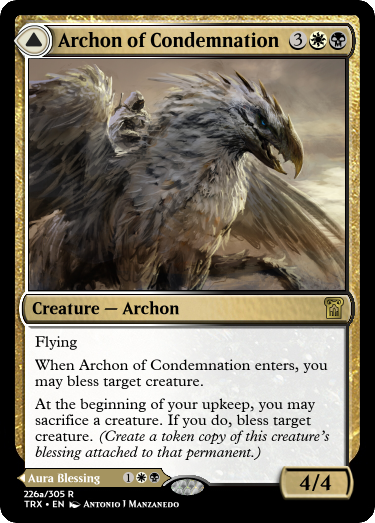 Archon of Condemnation 3
Creature — Archon
Flying
When Archon of Condemnation enters, you
may bless target creature.
At the beginning of your upkeep, you may
sacrifice a creature. If you do, bless target
creature. (Create a token copy of this creature's
blessing attached to that permanent.)
Aura Blessing 1
4/4
226a/305 R
TRX • EN Antonio J Manzanedo